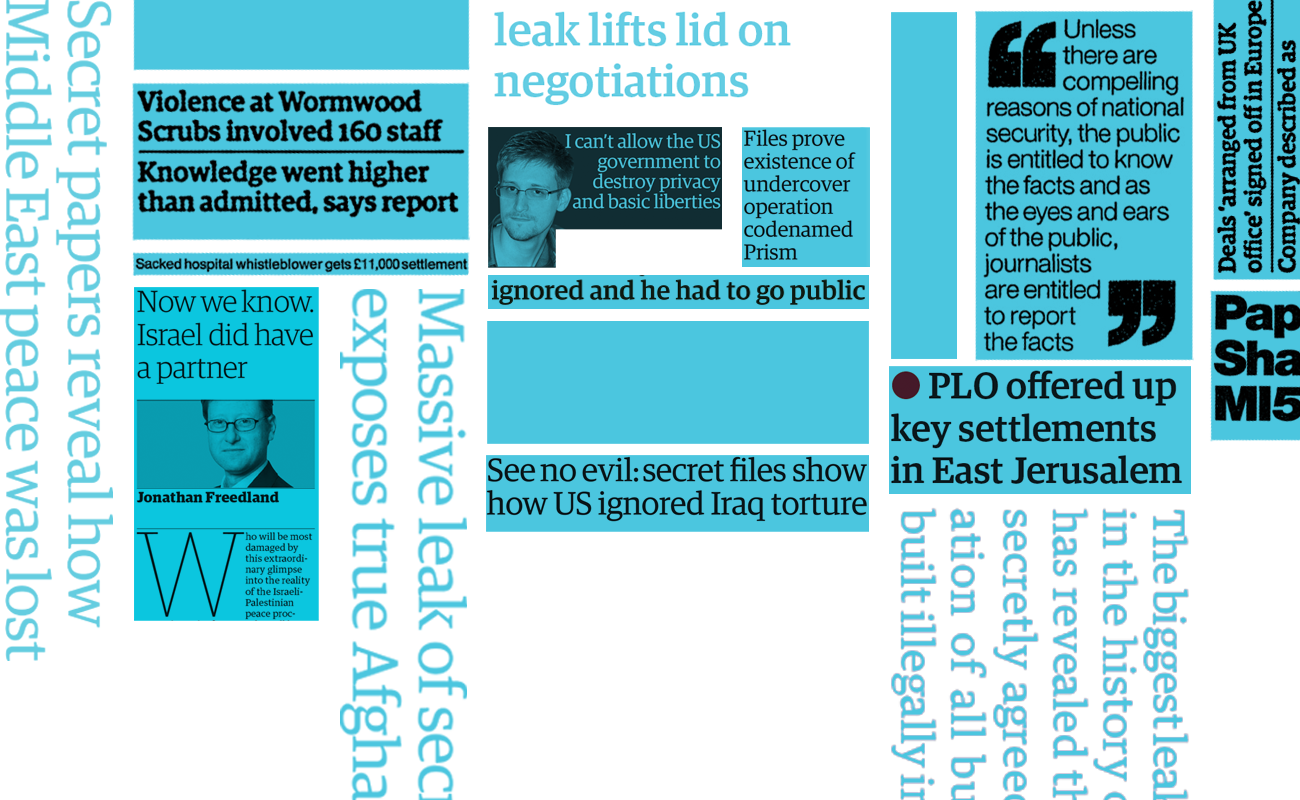 Secret papers reveal how
Middle East peace was lost
Violence at Wormwood
Scrubs involved 160 staff
Knowledge went higher
than admitted, says report
Sacked hospital whistleblower gets £11,000 settlement
Now we know.
Israel did have
a partner
Jonathan Freedland
Who will be most
damaged by
this extraordi-
nary glimpse
into the reality
of the Israeli-
Palestinian
peace proc-
Massive leak of secr
exposes true Afgha
leak lifts lid on
negotiations
I can't allow the US
government to
destroy privacy
and basic liberties
Files prove
existence of
undercover
operation
codenamed
Prism
ignored and he had to go public
See no evil: secret files show
how US ignored Iraq torture
“Unless
there are
compelling
reasons of national
security, the public
is entitled to know
the facts and as
the eyes and ears
of the public,
journalists
are entitled
to report
the facts”
● PLO offered up
key settlements
in East Jerusalem
The biggest leak
in the history o
has revealed th
secretly agreed
ation of all bu
built illegally in
Deals ‘arranged from UK
office’ signed off in Europe
Company described as
Pap
Sha
MI5